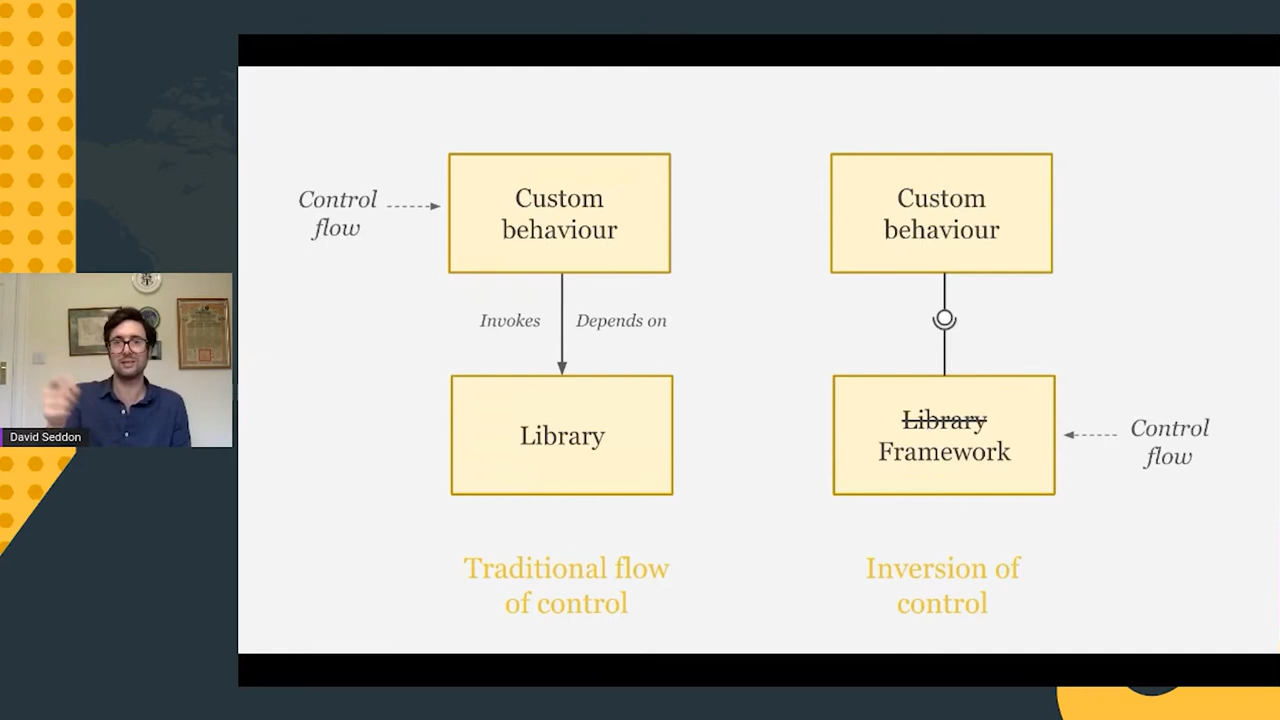 Control
flow
Custom
behaviour
Invokes
Depends on
Library
Traditional flow
of control
Custom
behaviour
Library
Framework
Control
flow
Inversion of
control
David Seddon